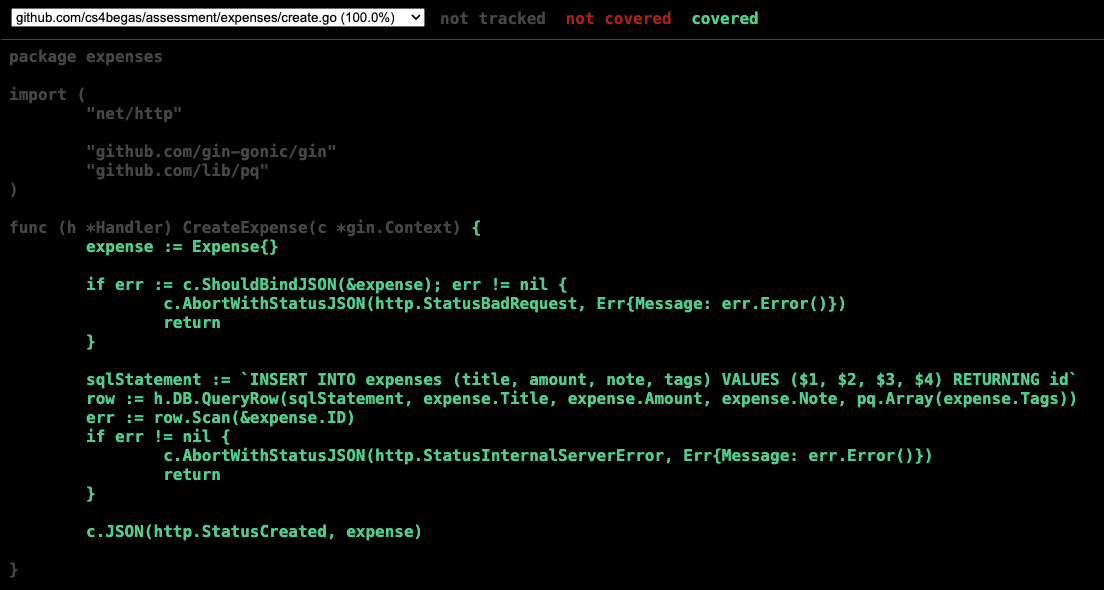 github.com/cs4begas/assessment/expenses/create.go (100.0%) not tracked not covered covered
package expenses
import (
"net/http"
"github.com/gin-gonic/gin"
"github.com/lib/pq"
)
func (h *Handler) CreateExpense(c *gin.Context) {
expense := Expense{}
if err := c.ShouldBindJSON(&expense); err != nil {
c.AbortWithStatusJSON(http.StatusBadRequest, Err{Message: err.Error()})
return
}
sqlStatement := `INSERT INTO expenses (title, amount, note, tags) VALUES ($1, $2, $3, $4) RETURNING id`
row := h.DB.QueryRow(sqlStatement, expense.Title, expense.Amount, expense.Note, pq.Array(expense.Tags))
err := row.Scan(&expense.ID)
if err != nil {
c.AbortWithStatusJSON(http.StatusInternalServerError, Err{Message: err.Error()})
return
}
c.JSON(http.StatusCreated, expense)
}